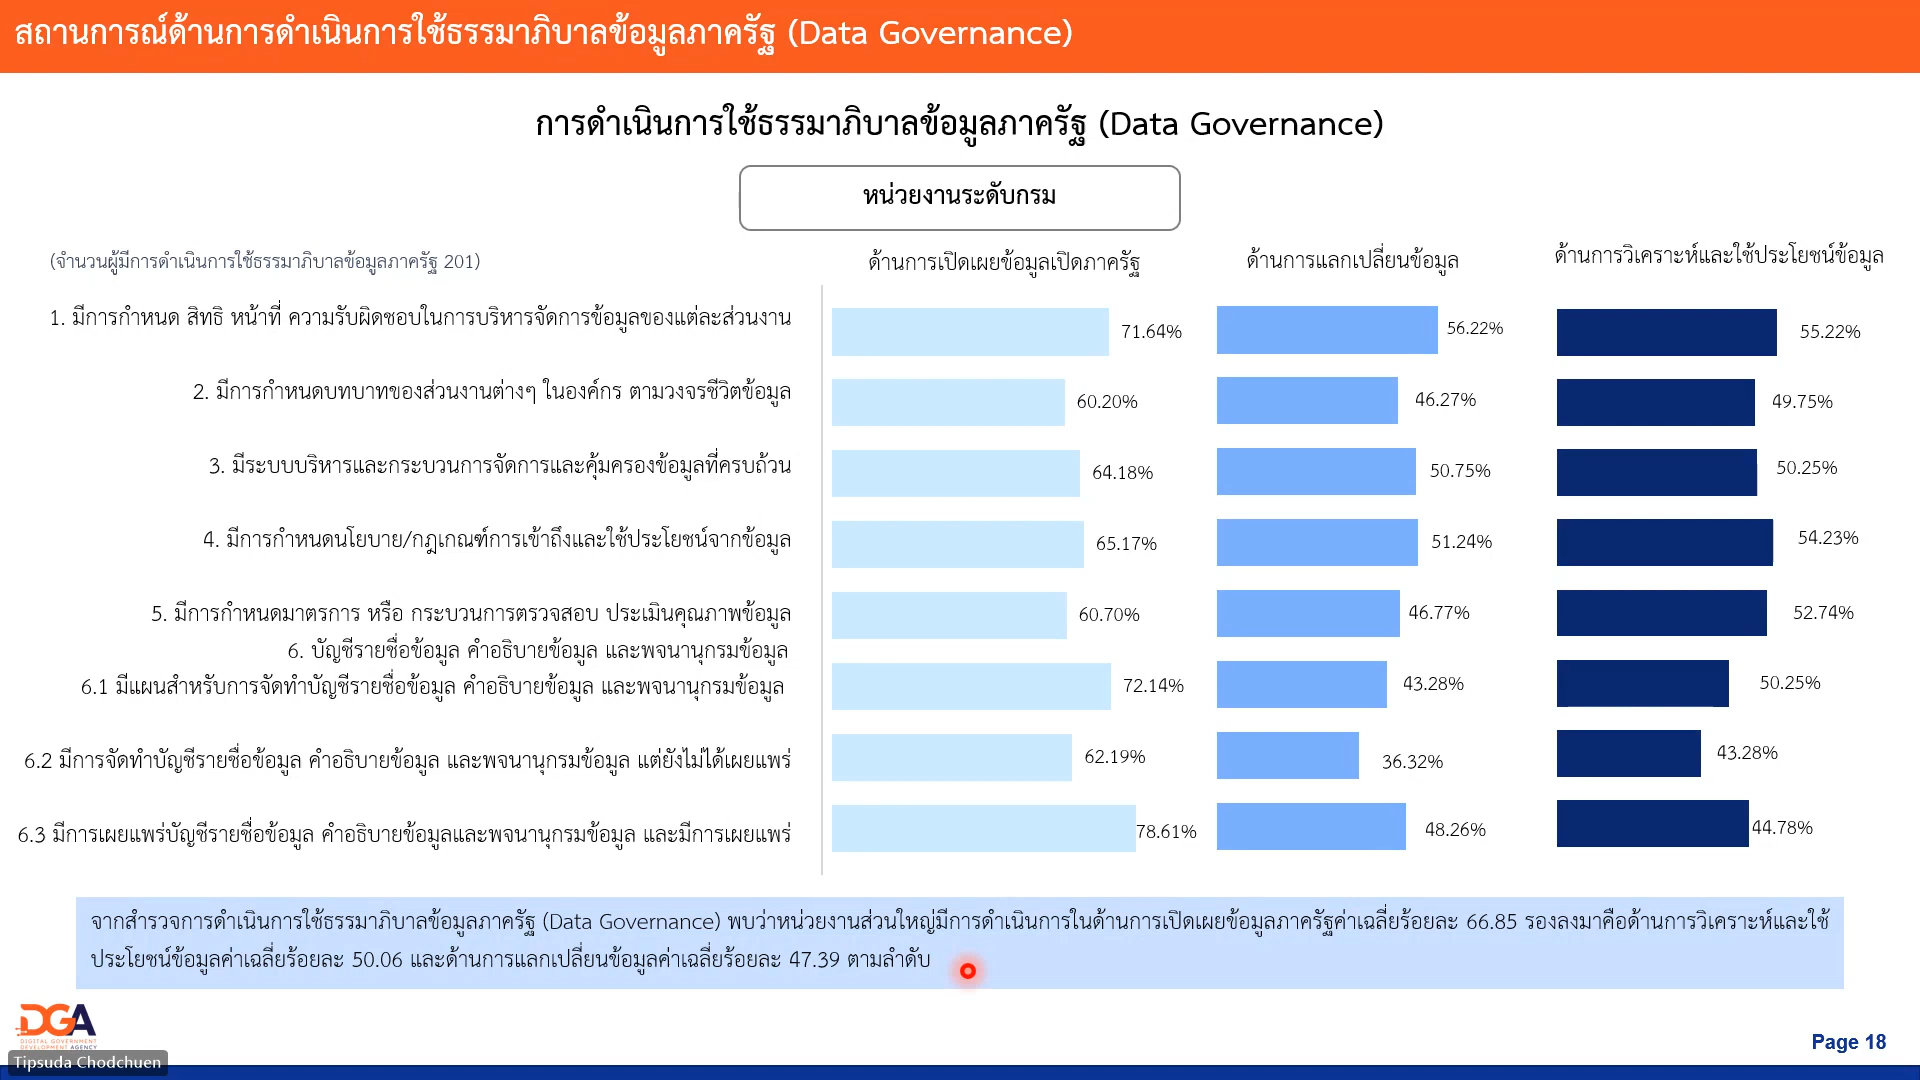 สถานการณ์ด้านการดำเนินการใช้ธรรมาภิบาลข้อมูลภาครัฐ (Data Governance)
การดำเนินการใช้ธรรมาภิบาลข้อมูลภาครัฐ (Data Governance)
หน่วยงานระดับกรม
(จำนวนผู้มีการดำเนินการใช้ธรรมาภิบาลข้อมูลภาครัฐ 201)
ด้านการเปิดเผยข้อมูลเปิดภาครัฐ
ด้านการแลกเปลี่ยนข้อมูล
ด้านการวิเคราะห์และใช้ประโยชน์ข้อมูล
1. มีการกำหนด สิทธิ หน้าที่ ความรับผิดชอบในการบริหารจัดการข้อมูลของแต่ละส่วนงาน
71.64%
56.22%
55.22%
2. มีการกำหนดบทบาทของส่วนงานต่างๆ ในองค์กร ตามวงจรชีวิตข้อมูล
60.20%
46.27%
49.75%
3. มีระบบบริหารและกระบวนการจัดการและคุ้มครองข้อมูลที่ครบถ้วน
64.18%
50.75%
50.25%
4. มีการกำหนดนโยบาย/กฎเกณฑ์การเข้าถึงและใช้ประโยชน์จากข้อมูล
65.17%
51.24%
54.23%
5. มีการกำหนดมาตรการ หรือ กระบวนการตรวจสอบ ประเมินคุณภาพข้อมูล
60.70%
46.77%
52.74%
6. บัญชีรายชื่อข้อมูล คำอธิบายข้อมูล และพจนานุกรมข้อมูล
6.1 มีแผนสำหรับการจัดทำบัญชีรายชื่อข้อมูล คำอธิบายข้อมูล และพจนานุกรมข้อมูล
72.14%
43.28%
50.25%
6.2 มีการจัดทำบัญชีรายชื่อข้อมูล คำอธิบายข้อมูล และพจนานุกรมข้อมูล แต่ยังไม่ได้เผยแพร่
62.19%
36.32%
43.28%
6.3 มีการเผยแพร่บัญชีรายชื่อข้อมูล คำอธิบายข้อมูลและพจนานุกรมข้อมูล และมีการเผยแพร่
78.61%
48.26%
44.78%
จากสำรวจการดำเนินการใช้ธรรมาภิบาลข้อมูลภาครัฐ (Data Governance) พบว่าหน่วยงานส่วนใหญ่มีการดำเนินการในด้านการเปิดเผยข้อมูลภาครัฐค่าเฉลี่ยร้อยละ 66.85 รองลงมาคือด้านการวิเคราะห์และใช้
ประโยชน์ข้อมูลค่าเฉลี่ยร้อยละ 50.06 และด้านการแลกเปลี่ยนข้อมูลค่าเฉลี่ยร้อยละ 47.39 ตามลำดับ
DGA
DIGITAL GOVERNMENT
DEVELOPMENT AGENCY
Tipsuda Chodchuen
Page 18